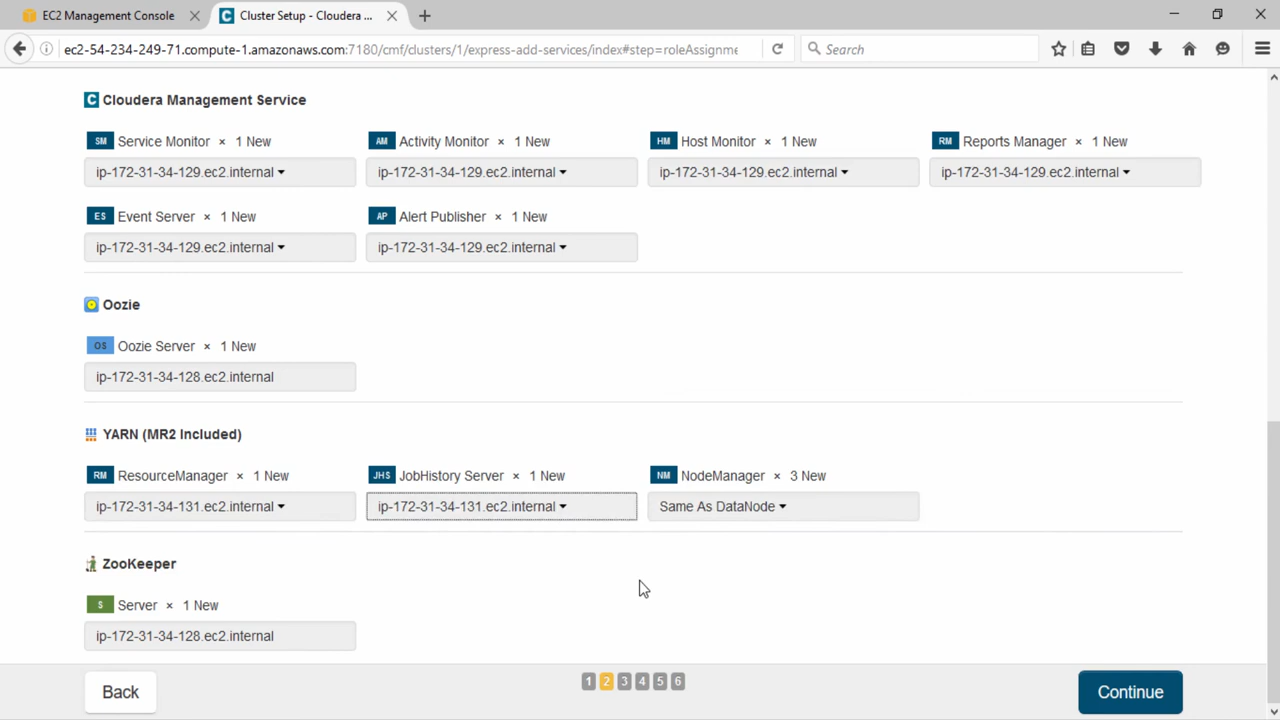 EC2 Management Console ×
C Cluster Setup - Cloudera ... × +
ec2-54-234-249-71.compute-1.amazonaws.com:7180/cmf/clusters/1/express-add-services/index#step=roleAssignme
Search
C Cloudera Management Service
SM Service Monitor × 1 New
AM Activity Monitor × 1 New
HM Host Monitor × 1 New
RM Reports Manager × 1 New
ip-172-31-34-129.ec2.internal
ip-172-31-34-129.ec2.internal
ip-172-31-34-129.ec2.internal
ip-172-31-34-129.ec2.internal
ES Event Server × 1 New
AP Alert Publisher × 1 New
ip-172-31-34-129.ec2.internal
ip-172-31-34-129.ec2.internal
Oozie
OS Oozie Server × 1 New
ip-172-31-34-128.ec2.internal
YARN (MR2 Included)
RM ResourceManager × 1 New
JHS JobHistory Server × 1 New
NM NodeManager × 3 New
ip-172-31-34-131.ec2.internal
ip-172-31-34-131.ec2.internal
Same As DataNode
ZooKeeper
S Server × 1 New
ip-172-31-34-128.ec2.internal
Back
1 2 3 4 5 6
Continue